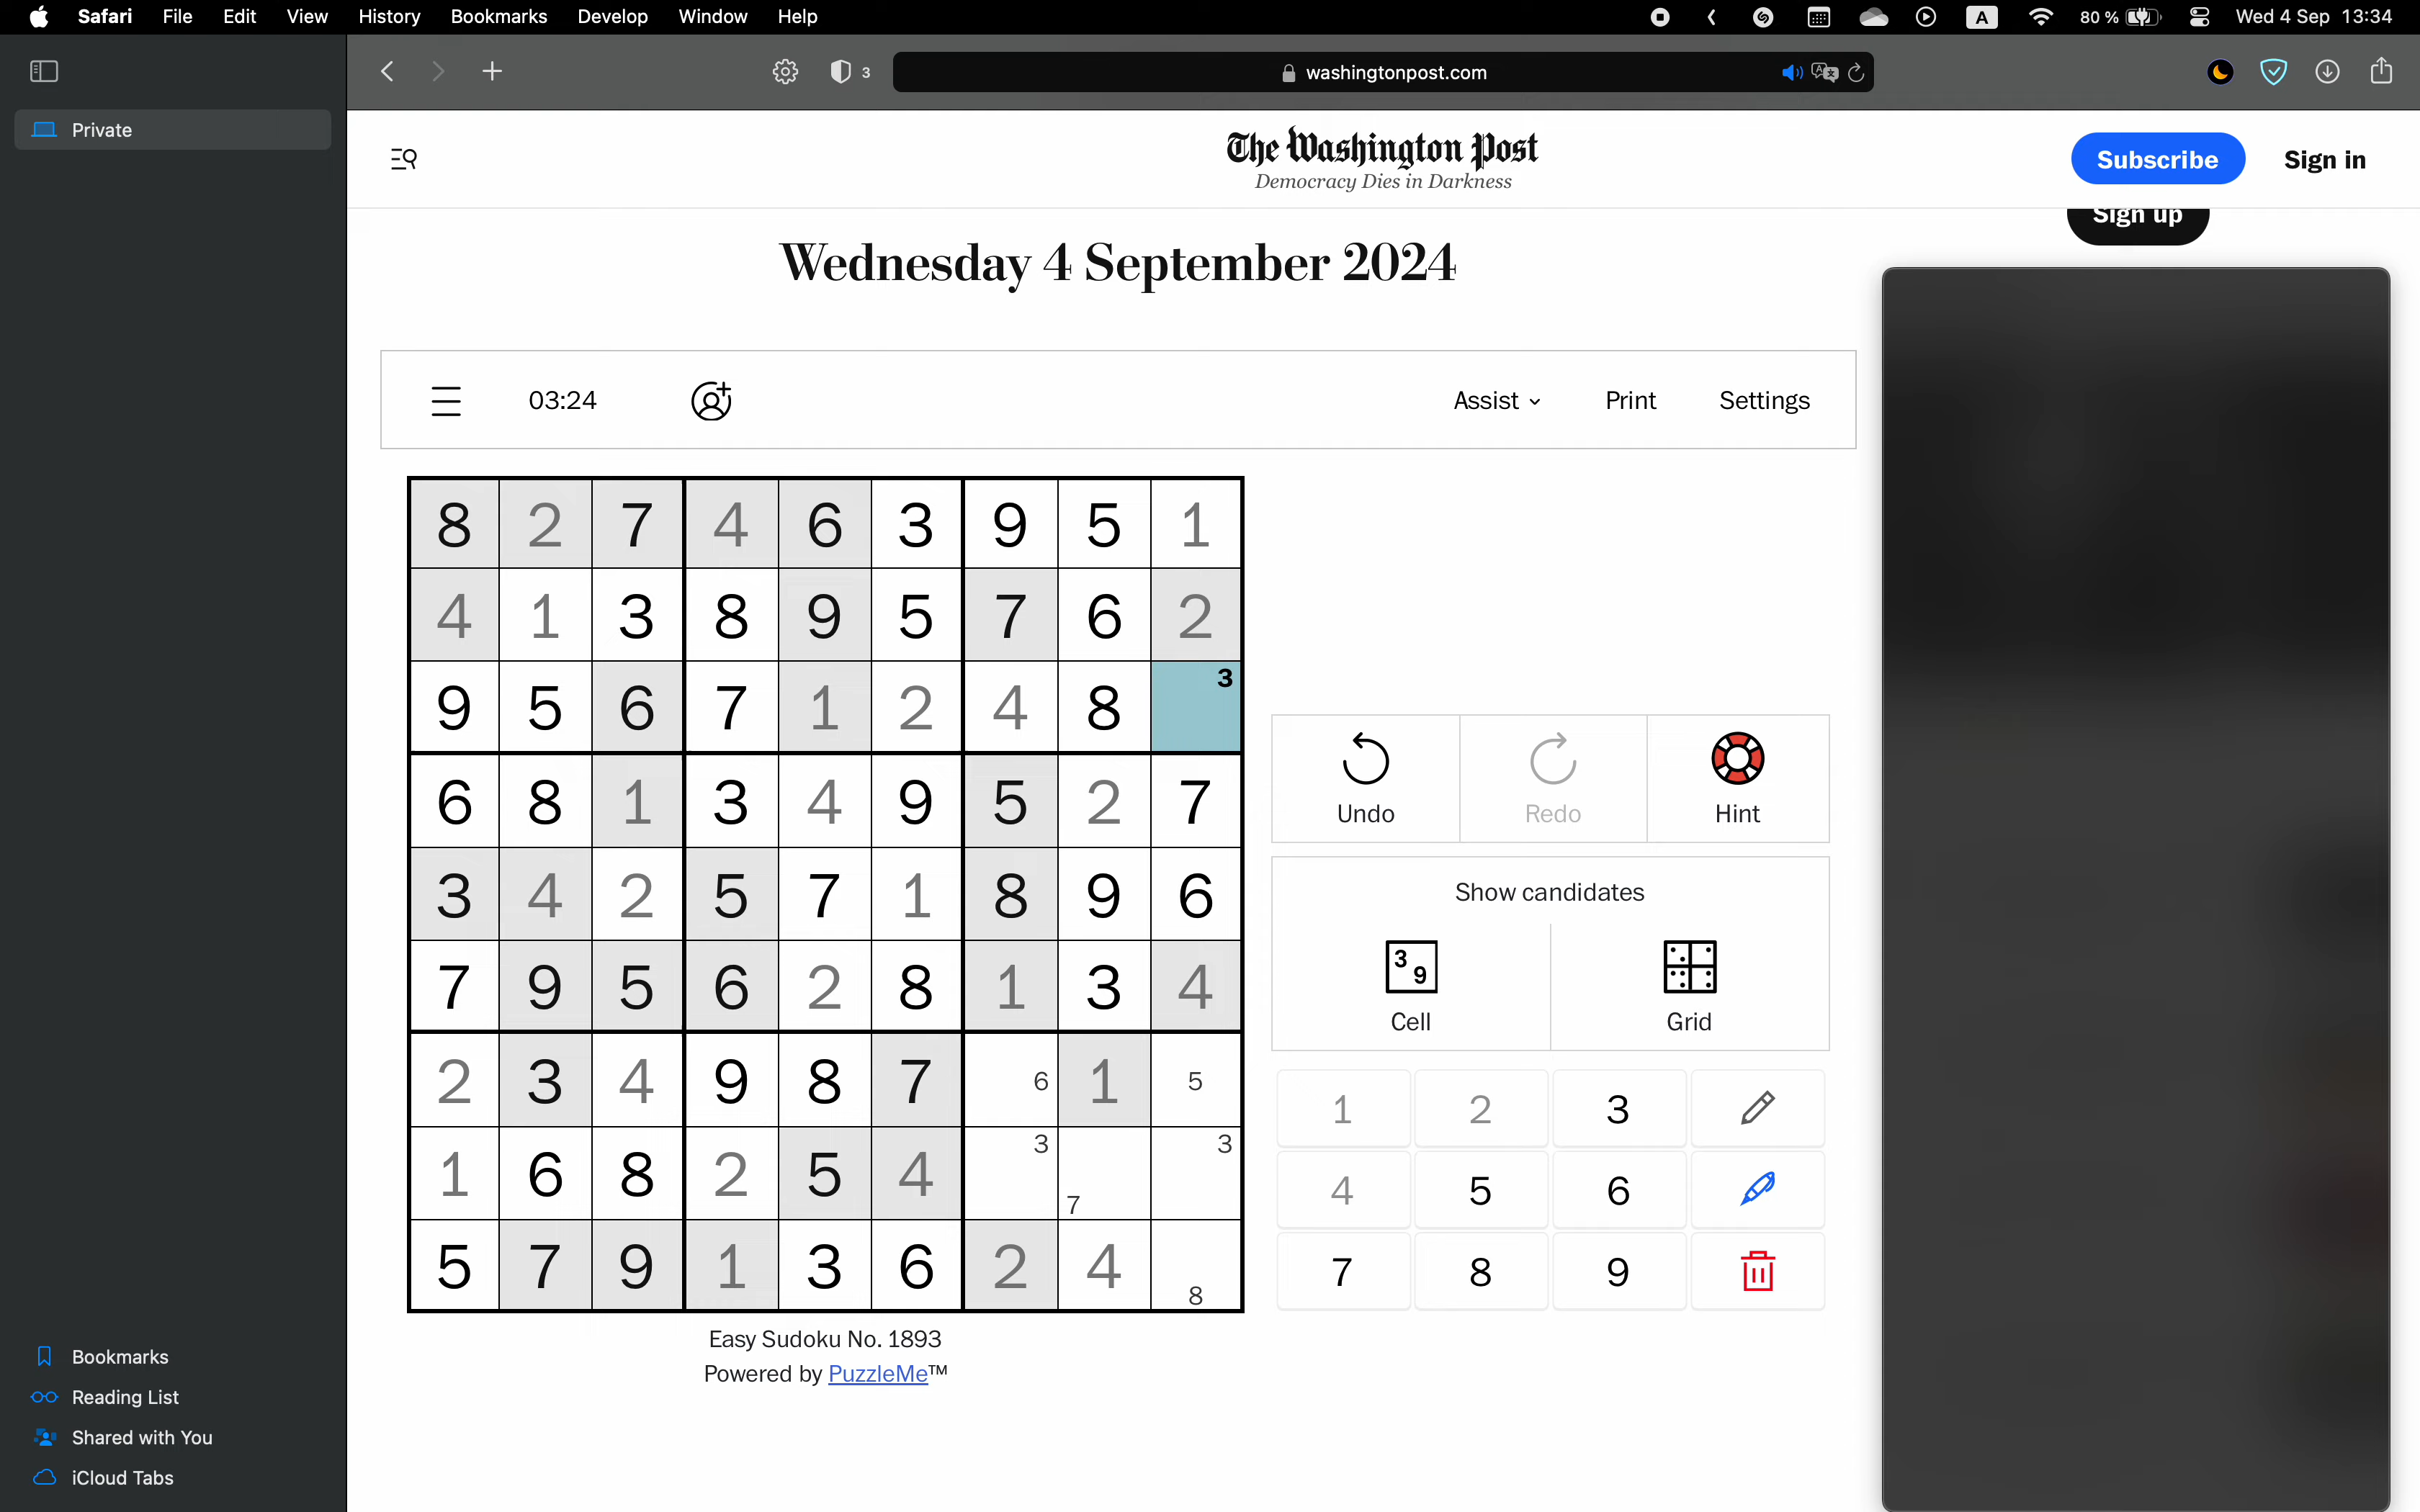 Safari File Edit View History Bookmarks Develop Window Help A 80 % Wed 4 Sep 13:34
3 washingtonpost.com
Private
The Washington Post
Democracy Dies in Darkness
Subscribe Sign in
Sign up
Wednesday 4 September 2024
03:24 Assist Print Settings
8 2 7 4 6 3 9 5 1
4 1 3 8 9 5 7 6 2
9 5 6 7 1 2 4 8 3
6 8 1 3 4 9 5 2 7
3 4 2 5 7 1 8 9 6
7 9 5 6 2 8 1 3 4
2 3 4 9 8 7 6 1 5
1 6 8 2 5 4 3 7 3
5 7 9 1 3 6 2 4 8
Easy Sudoku No. 1893
Powered by PuzzleMe™
Undo Redo Hint
Show candidates
3 9
Cell Grid
1 2 3
4 5 6
7 8 9
Bookmarks
Reading List
Shared with You
iCloud Tabs